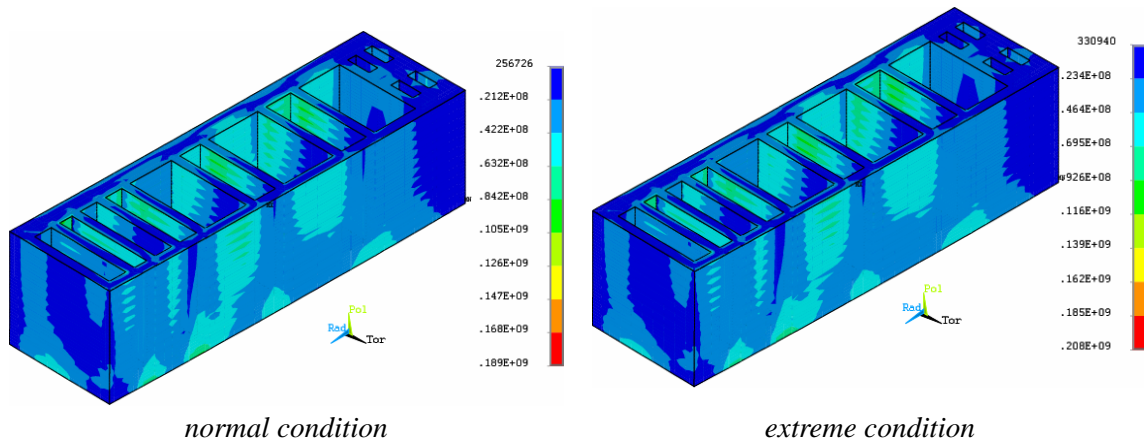 256726
.212E+08
.422E+08
.632E+08
.842E+08
.105E+09
.126E+09
.147E+09
.168E+09
.189E+09
Pol
Rad
Tor
normal condition
330940
.234E+08
.464E+08
.695E+08
.926E+08
.116E+09
.139E+09
.162E+09
.185E+09
.208E+09
Pol
Rad
Tor
extreme condition